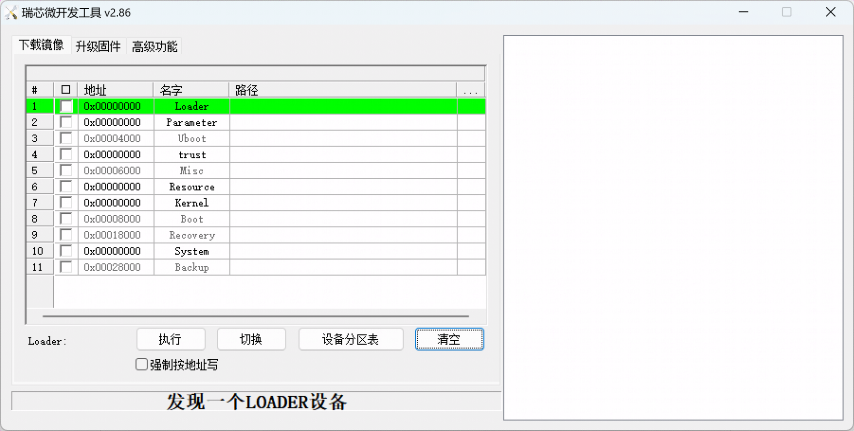 瑞芯微开发工具 v2.86
下载镜像 升级固件 高级功能
# 地址 名字 路径 ...
1 0x00000000 Loader
2 0x00000000 Parameter
3 0x00004000 Uboot
4 0x00000000 trust
5 0x00006000 Misc
6 0x00000000 Resource
7 0x00000000 Kernel
8 0x00008000 Boot
9 0x00018000 Recovery
10 0x00000000 System
11 0x00028000 Backup
Loader: 执行 切换 设备分区表 清空
强制按地址写
发现一个LOADER设备